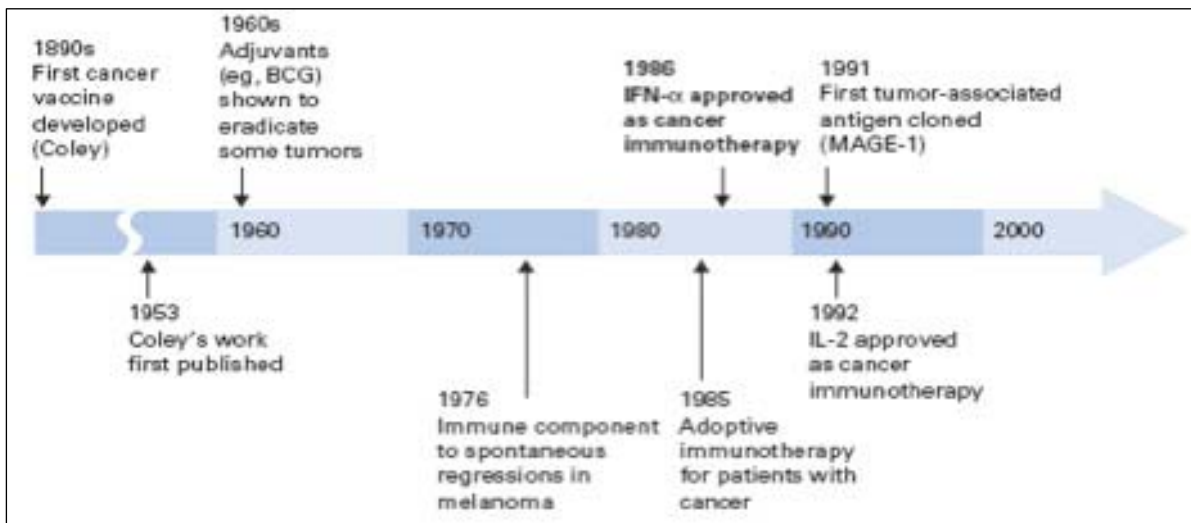 1890s
First cancer
vaccine
developed
(Coley)
1960s
Adjuvants
(eg, BCG)
shown to
eradicate
some tumors
1986
IFN-α approved
as cancer
immunotherapy
1991
First tumor-associated
antigen cloned
(MAGE-1)
1960
1970
1980
1990
2000
1953
Coley's work
first published
1976
Immune component
to spontaneous
regressions in
melanoma
1985
Adoptive
immunotherapy
for patients with
cancer
1992
IL-2 approved
as cancer
immunotherapy